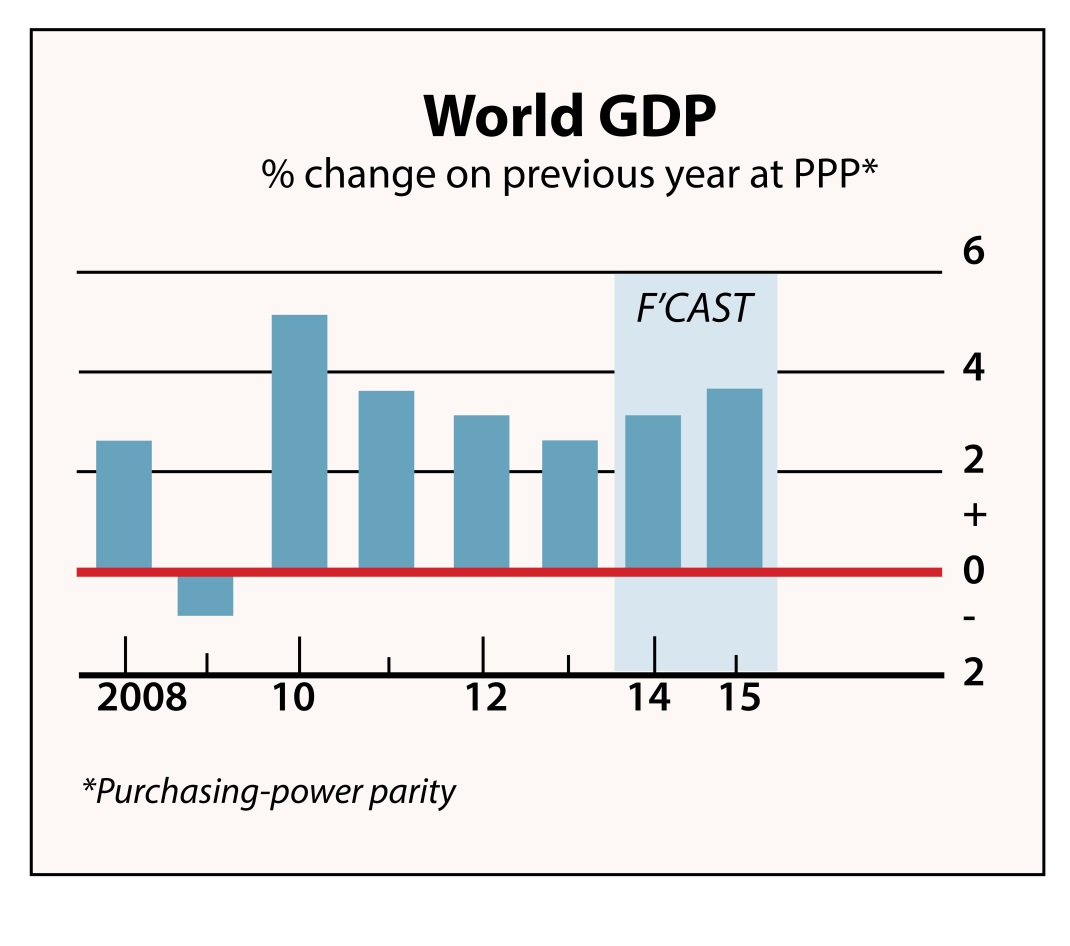 World GDP
% change on previous year at PPP*
6
F'CAST
4
2
+
0
-
2
2008 10 12 14 15
*Purchasing-power parity